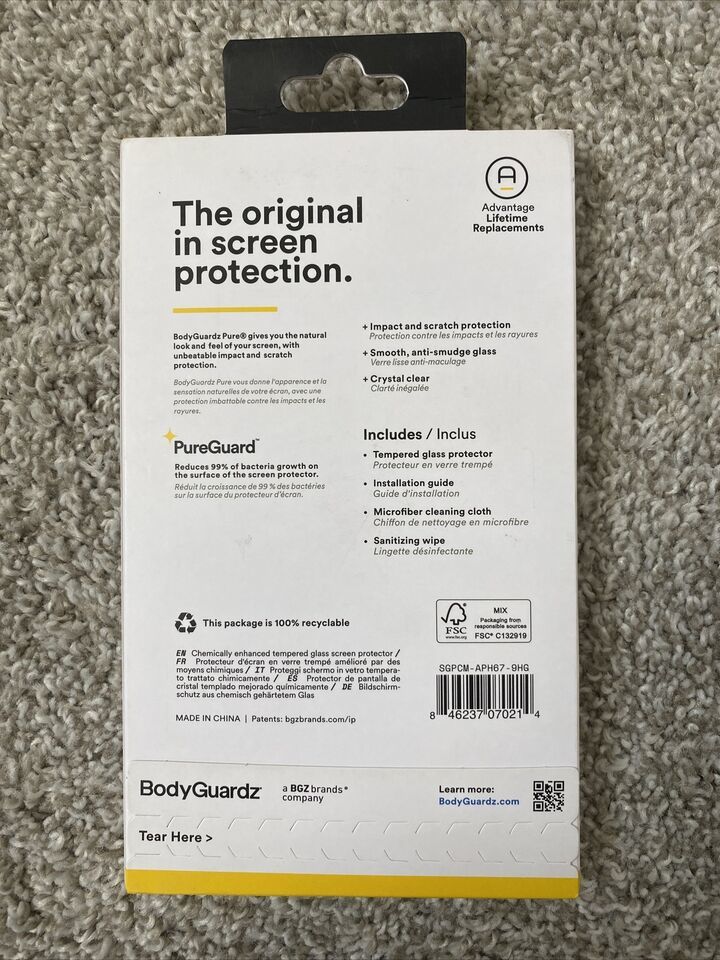 A
Advantage
Lifetime
Replacements
The original
in screen
protection.
BodyGuardz Pure® gives you the natural
look and feel of your screen, with
unbeatable impact and scratch
protection.
BodyGuardz Pure vous donne l'apparence et la
sensation naturelles de votre écran, avec une
protection imbattable contre les impacts et les
rayures.
PureGuard™
Reduces 99% of bacteria growth on
the surface of the screen protector.
Réduit la croissance de 99 % des bactéries
sur la surface du protecteur d'écran.
+ Impact and scratch protection
Protection contre les impacts et les rayures
+ Smooth, anti-smudge glass
Verre lisse anti-maculage
+ Crystal clear
Clarté inégalée
Includes / Inclus
• Tempered glass protector
Protecteur en verre trempé
• Installation guide
Guide d'installation
• Microfiber cleaning cloth
Chiffon de nettoyage en microfibre
• Sanitizing wipe
Lingette désinfectante
This package is 100% recyclable
FSC
www.fsc.org
MIX
Packaging from
responsible sources
FSC® C132919
EN Chemically enhanced tempered glass screen protector /
FR Protecteur d'écran en verre trempé amélioré par des
moyens chimiques / IT Proteggi schermo in vetro tempera-
to trattato chimicamente / ES Protector de pantalla de
cristal templado mejorado químicamente / DE Bildschirm-
schutz aus chemisch gehärtetem Glas
MADE IN CHINA | Patents: bgzbrands.com/ip
SGPCM-APH67-9HG
8 46237 07021 4
BodyGuardz®
a BGZ brands®
company
Learn more:
BodyGuardz.com
Tear Here >